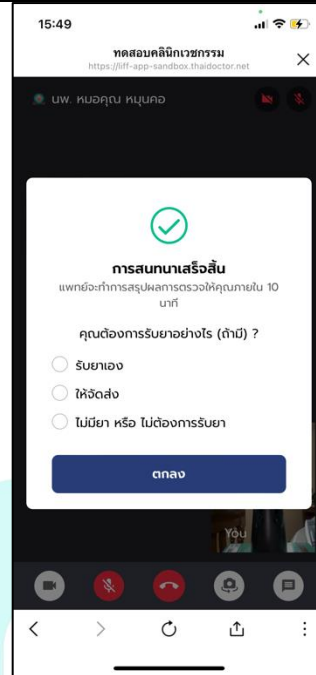 15:49
ทดสอบคลินิกเวชกรรม
https://liff-app-sandbox.thaidoctor.net
นพ. หมอคุณ หมุนคอ
การสนทนาเสร็จสิ้น
แพทย์จะทำการสรุปผลการตรวจให้คุณภายใน 10
นาที
คุณต้องการรับยาอย่างไร (ถ้ามี) ?
รับยาเอง
ให้จัดส่ง
ไม่มียา หรือ ไม่ต้องการรับยา
ตกลง
You